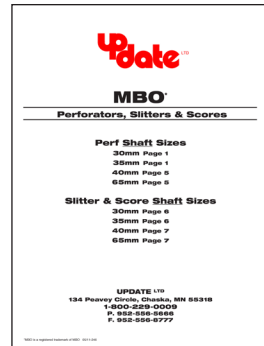 update LTD
MBO*
Perforators, Slitters & Scores
Perf Shaft Sizes
30mm Page 1
35mm Page 1
40mm Page 5
65mm Page 5
Slitter & Score Shaft Sizes
30mm Page 6
35mm Page 6
40mm Page 7
65mm Page 7
UPDATE LTD
134 Peavey Circle, Chaska, MN 55318
1-800-229-0009
P. 952-556-5666
F. 952-556-8777
*MBO is a registered trademark of MBO.